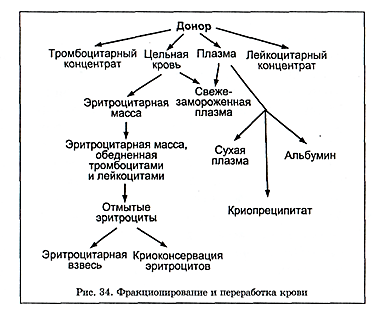 Донор
Тромбоцитарный Цельная Плазма Лейкоцитарный
концентрат кровь концентрат
Эритроцитарная
масса
Свеже-
замороженная
плазма
Эритроцитарная масса,
обедненная
тромбоцитами
и лейкоцитами
Сухая
плазма
Альбумин
Криопреципитат
Отмытые
эритроциты
Эритроцитарная
взвесь
Криоконсервация
эритроцитов
Рис. 34. Фракционирование и переработка крови